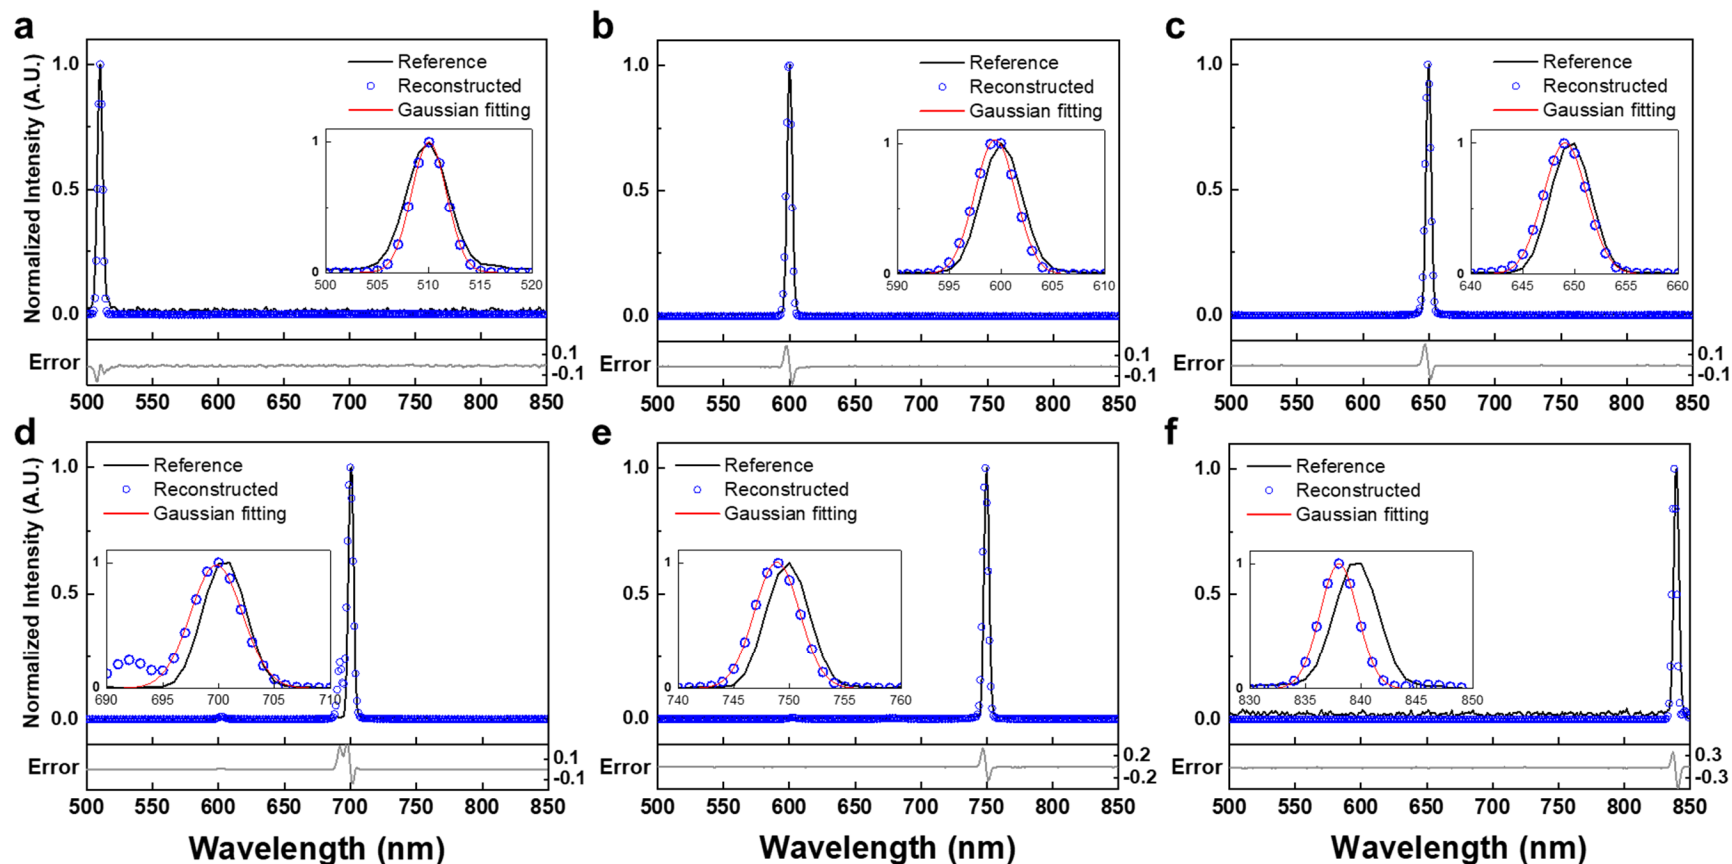 a
Normalized Intensity (A.U.)
1.0
0.5
0.0
Reference
Reconstructed
Gaussian fitting
1
0
500 505 510 515 520
Error
0.1
-0.1
500 550 600 650 700 750 800 850
b
1.0
0.5
0.0
Reference
Reconstructed
Gaussian fitting
1
0
590 595 600 605 610
Error
0.1
-0.1
500 550 600 650 700 750 800 850
c
1.0
0.5
0.0
Reference
Reconstructed
Gaussian fitting
1
0
640 645 650 655 660
Error
0.1
-0.1
500 550 600 650 700 750 800 850
d
Normalized Intensity (A.U.)
1.0
0.5
0.0
Reference
Reconstructed
Gaussian fitting
1
0
690 695 700 705 710
Error
0.1
-0.1
500 550 600 650 700 750 800 850
Wavelength (nm)
e
1.0
0.5
0.0
Reference
Reconstructed
Gaussian fitting
1
0
740 745 750 755 760
Error
0.2
-0.2
500 550 600 650 700 750 800 850
Wavelength (nm)
f
1.0
0.5
0.0
Reference
Reconstructed
Gaussian fitting
1
0
830 835 840 845 850
Error
0.3
-0.3
500 550 600 650 700 750 800 850
Wavelength (nm)